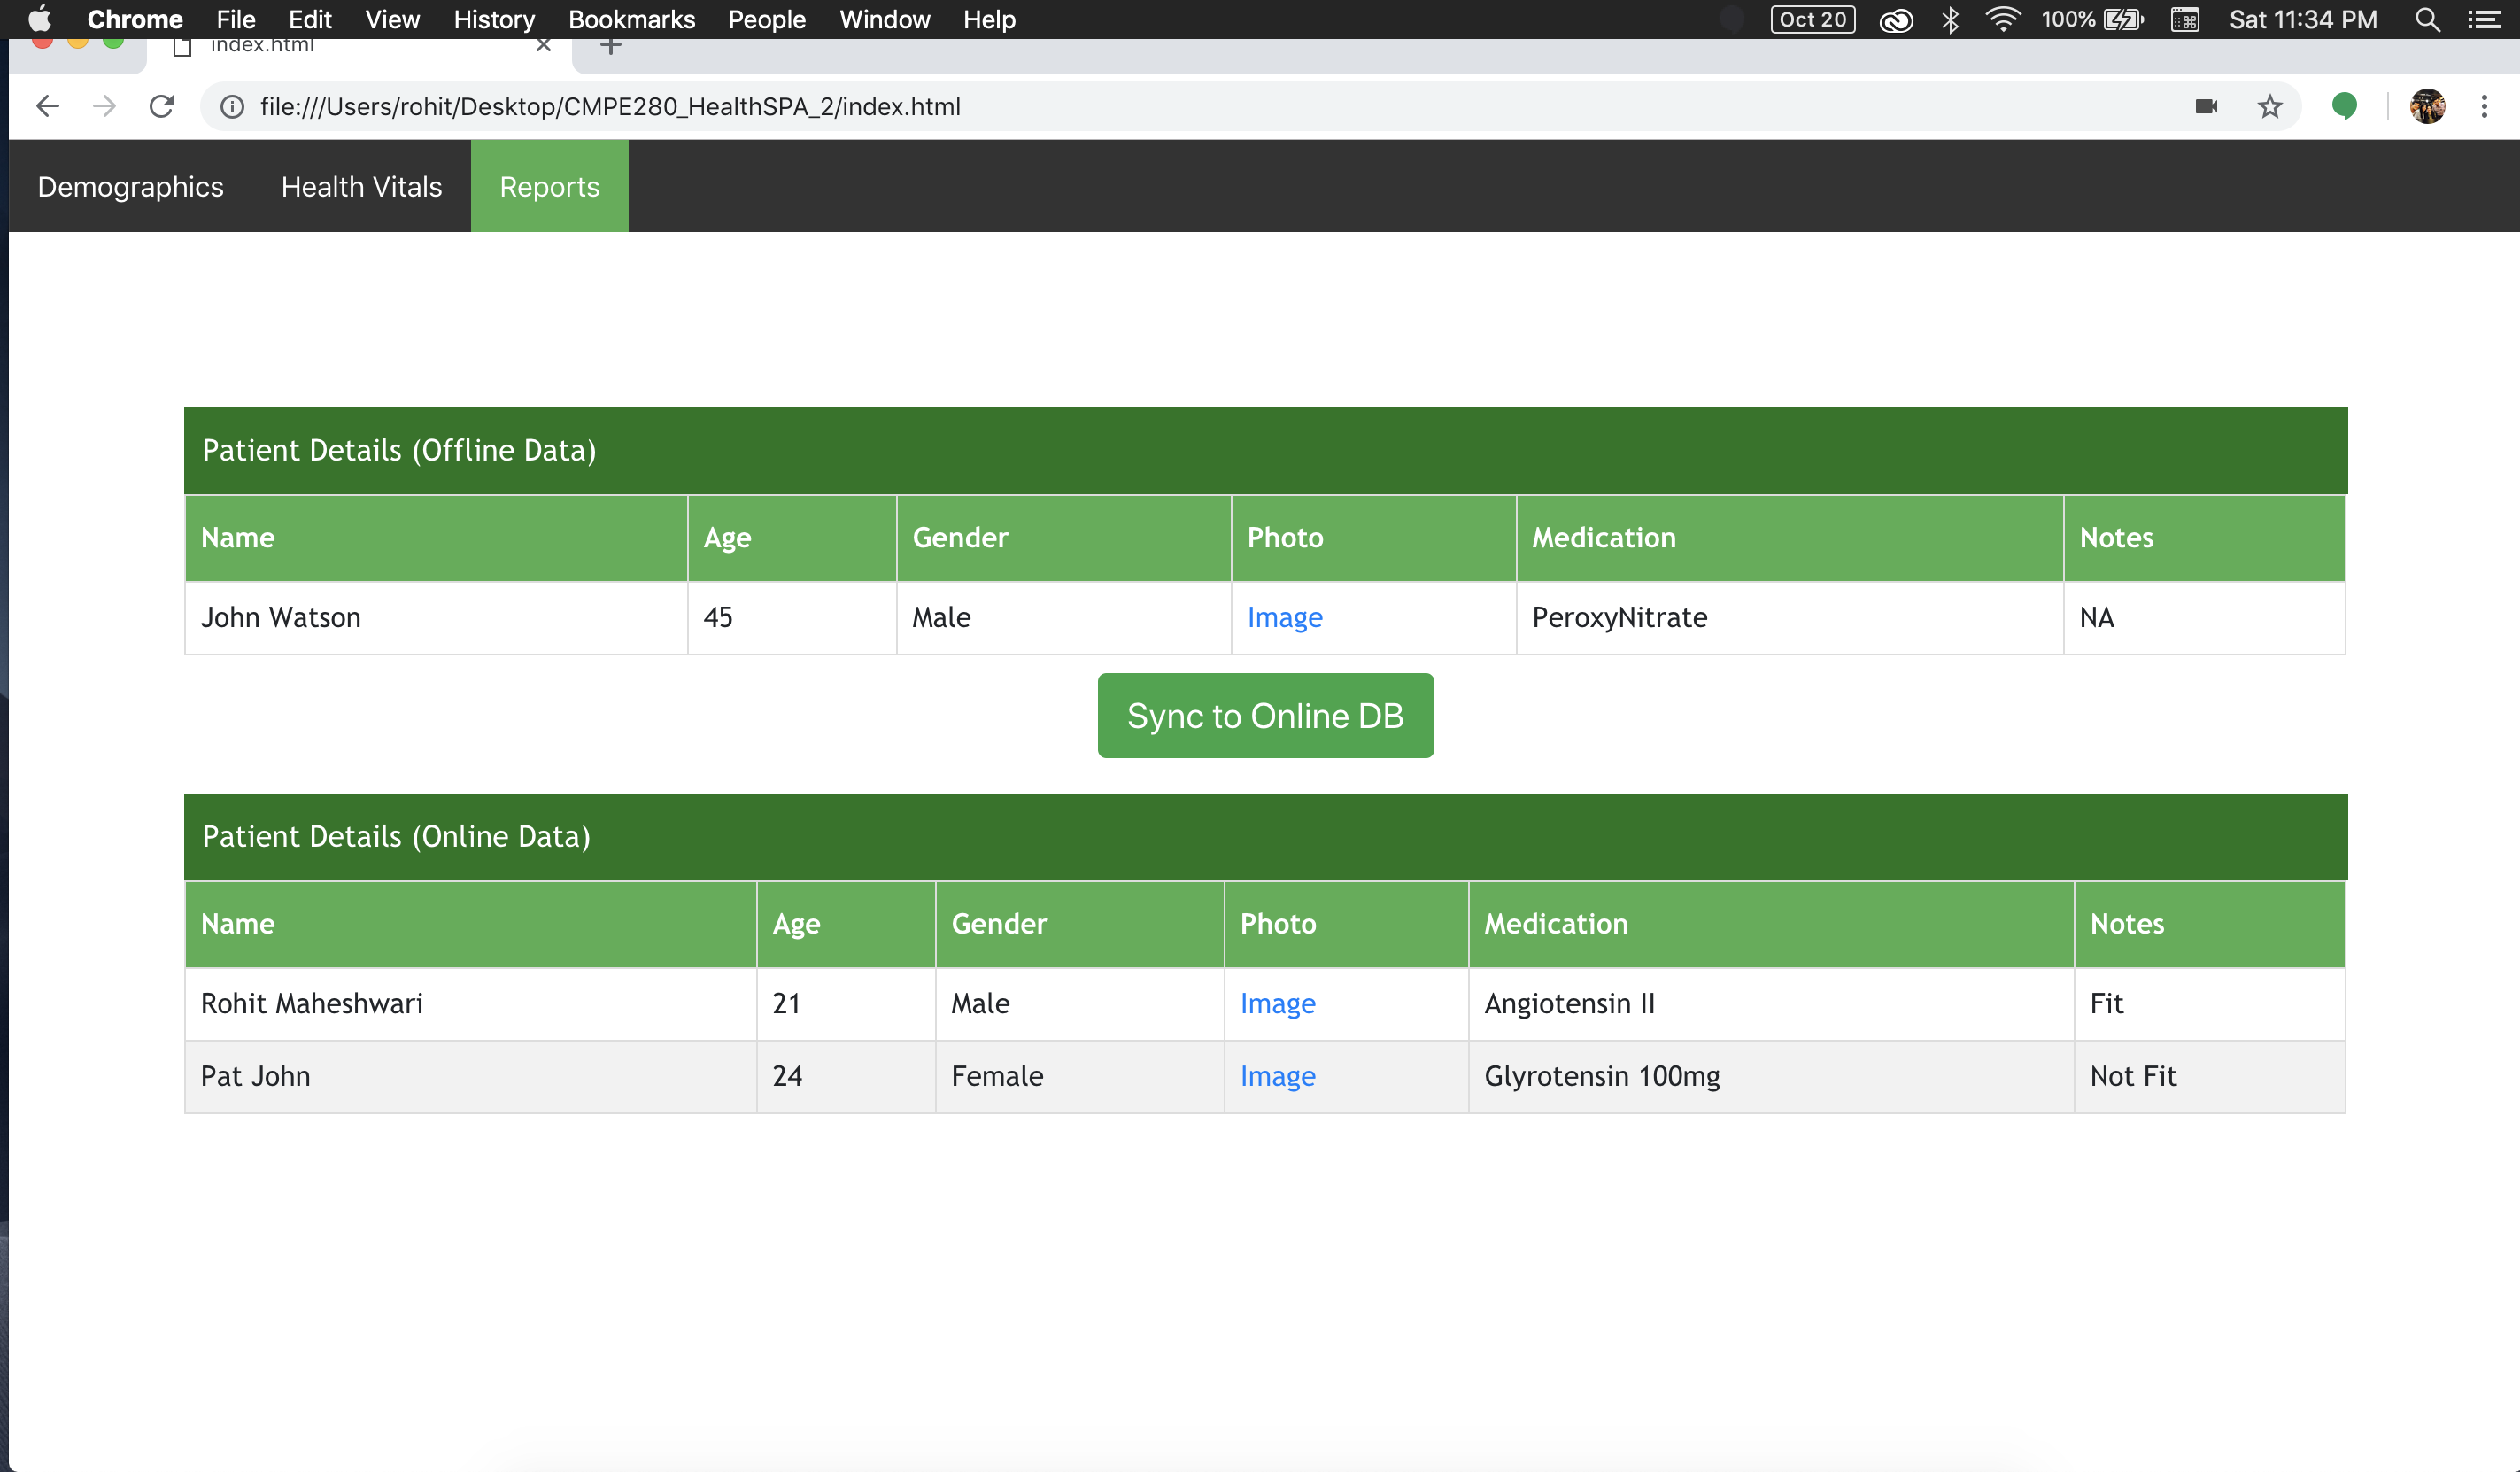 Chrome File Edit View History Bookmarks People Window Help Oct 20 100% Sat 11:34 PM
index.html
file:///Users/rohit/Desktop/CMPE280_HealthSPA_2/index.html
Demographics Health Vitals Reports
Patient Details (Offline Data)
Name Age Gender Photo Medication Notes
John Watson 45 Male Image PeroxyNitrate NA
Sync to Online DB
Patient Details (Online Data)
Name Age Gender Photo Medication Notes
Rohit Maheshwari 21 Male Image Angiotensin II Fit
Pat John 24 Female Image Glyrotensin 100mg Not Fit